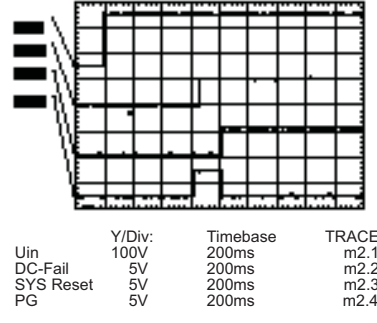 Y/Div: Timebase TRACE
Uin 100V 200ms m2.1
DC-Fail 5V 200ms m2.2
SYS Reset 5V 200ms m2.3
PG 5V 200ms m2.4